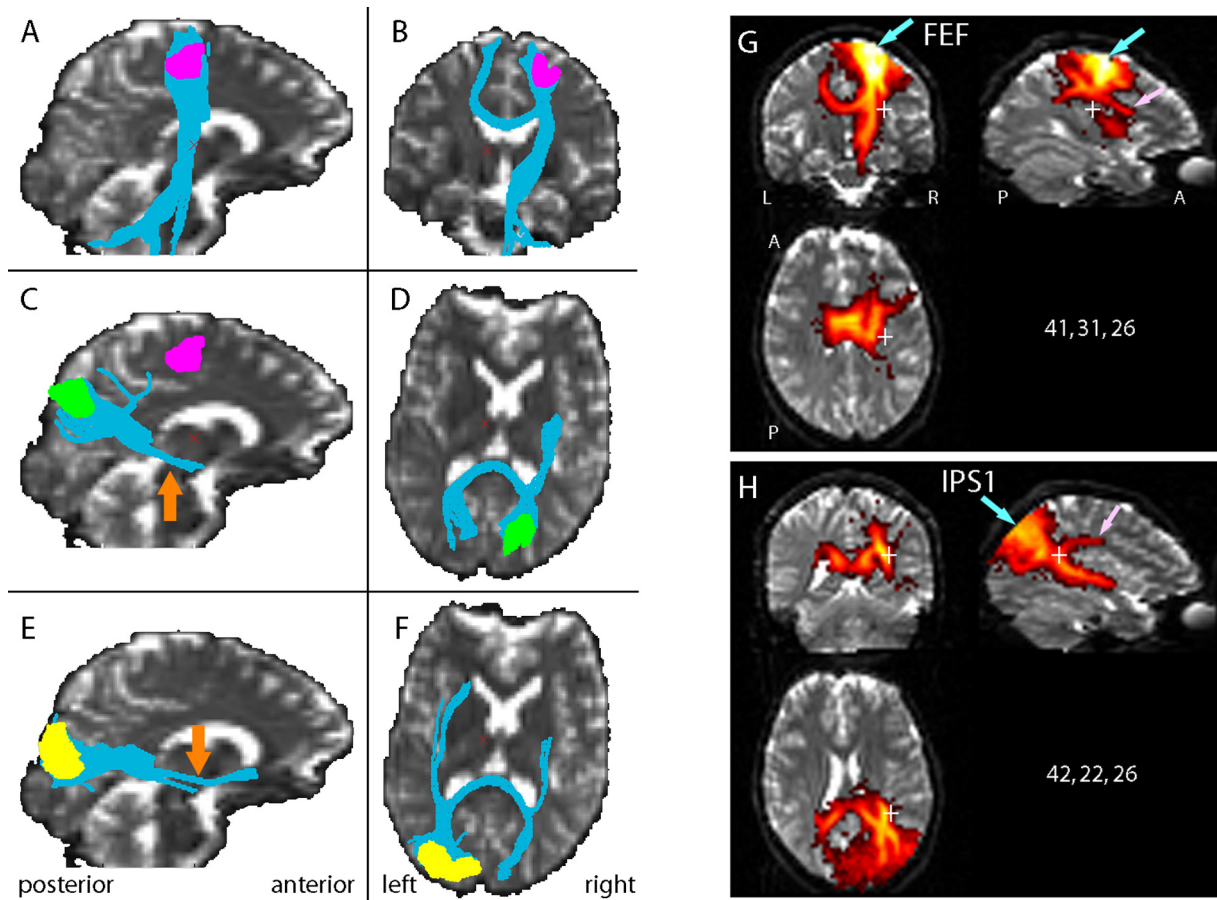 A
B
C
D
E
F
posterior
anterior
left
right
G
FEF
L
R
P
A
A
P
41, 31, 26
H
IPS1
42, 22, 26